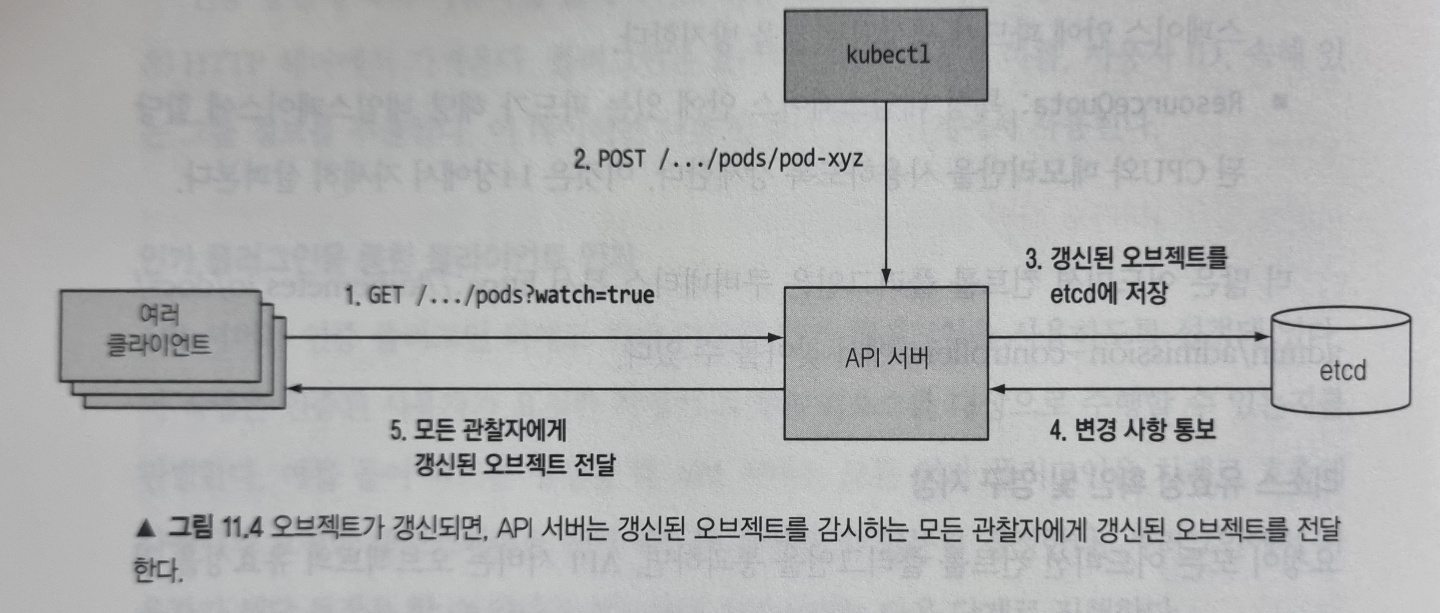 kubectl
2. POST /.../pods/pod-xyz
3. 갱신된 오브젝트를
etcd에 저장
1. GET /.../pods?watch=true
여러
클라이언트
API 서버
etcd
5. 모든 관찰자에게
갱신된 오브젝트 전달
4. 변경 사항 통보
▲ 그림 11.4 오브젝트가 갱신되면, API 서버는 갱신된 오브젝트를 감시하는 모든 관찰자에게 갱신된 오브젝트를 전달
한다.